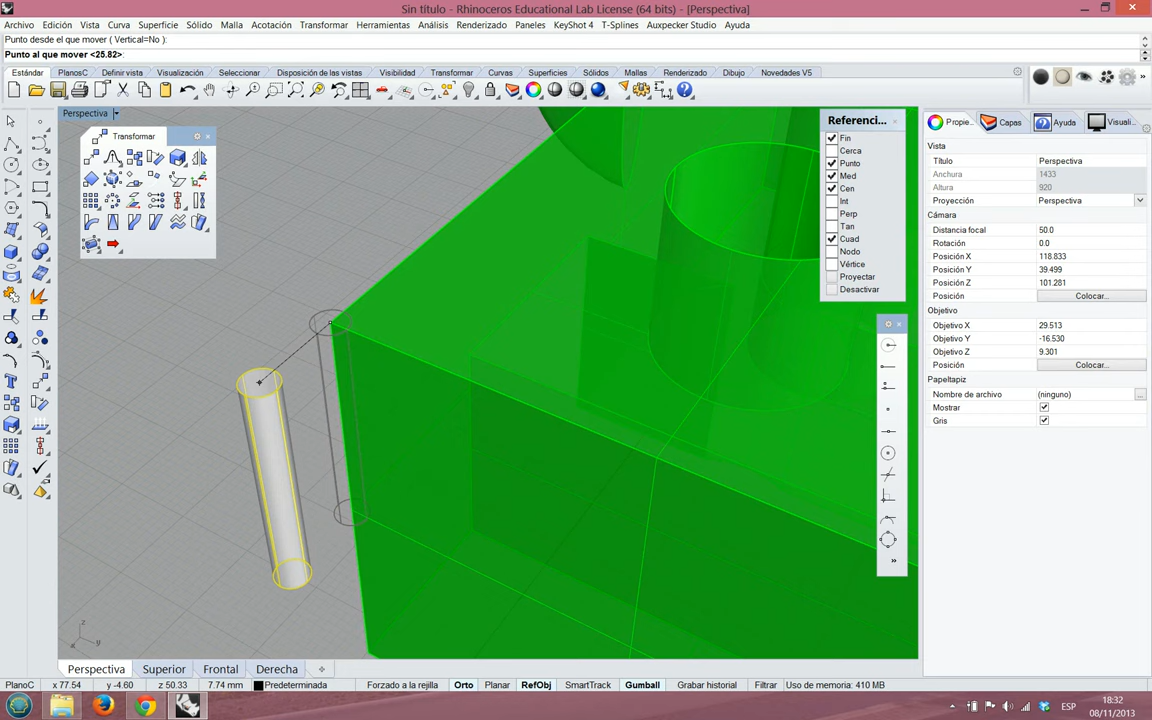 Sin título - Rhinoceros Educational Lab License (64 bits) - [Perspectiva]
Archivo Edición Vista Curva Superficie Sólido Malla Acotación Transformar Herramientas Análisis Renderizado Paneles KeyShot 4 T-Splines Auxpecker Studio Ayuda
Punto desde el que mover ( Vertical=No ):
Punto al que mover <25.82>:
Estándar PlanosC Definir vista Visualización Seleccionar Disposición de las vistas Visibilidad Transformar Curvas Superficies Sólidos Mallas Renderizado Dibujo Novedades V5
Perspectiva
Transformar
Referenci...
Fin
Cerca
Punto
Med
Cen
Int
Perp
Tan
Cuad
Nodo
Vértice
Proyectar
Desactivar
Propie... Capas Ayuda Visuali...
Vista
Título Perspectiva
Anchura 1433
Altura 920
Proyección Perspectiva
Cámara
Distancia focal 50.0
Rotación 0.0
Posición X 118.833
Posición Y 39.499
Posición Z 101.281
Posición Colocar...
Objetivo
Objetivo X 29.513
Objetivo Y -16.530
Objetivo Z 9.301
Objetivo Colocar...
Papeltapiz
Nombre de archivo (ninguno) ...
Mostrar
Gris
z
x y
Perspectiva Superior Frontal Derecha
PlanoC x 77.54 y -4.60 z 50.33 7.74 mm Predeterminada Forzado a la rejilla Orto Planar RefObj SmartTrack Gumball Grabar historial Filtrar Uso de memoria: 410 MB
ESP
18:32
08/11/2013